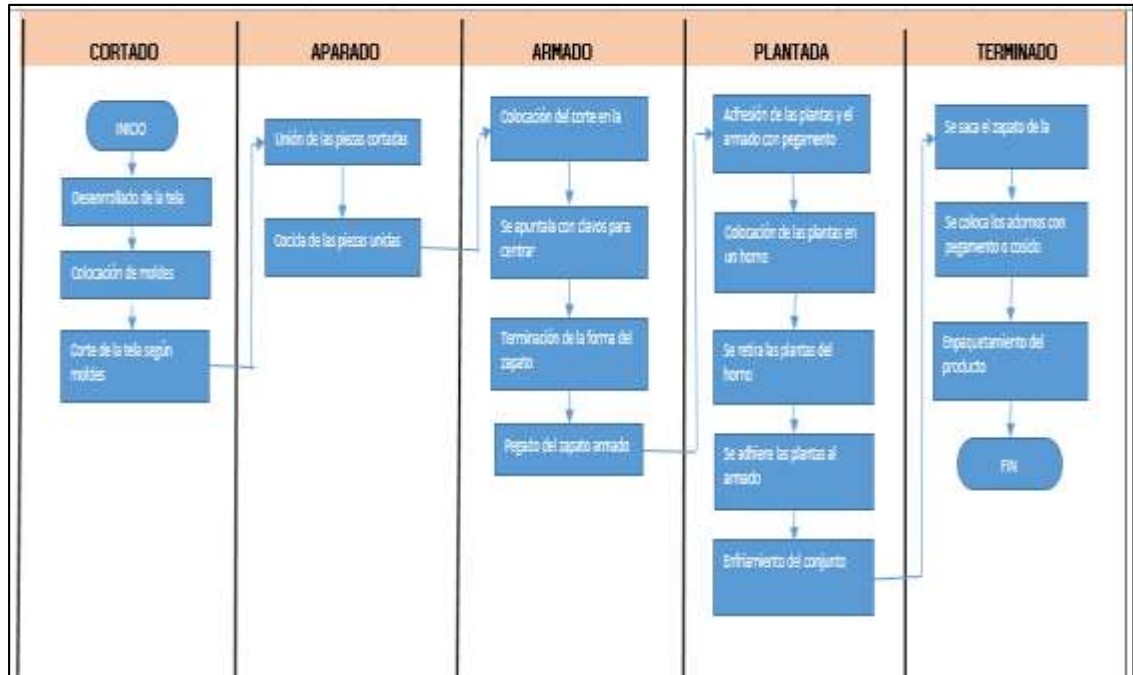 CORTADO
APARADO
ARMADO
PLANTADA
TERMINADO
INICIO
Desenrrollado de la tela
Colocación de moldes
Corte de la tela según
moldes
Unión de las piezas cortadas
Cocida de las piezas unidas
Colocación del corte en la
Se apuntala con clavos para
centrar
Terminación de la forma del
zapato
Pegado del zapato armado
Adhesión de las plantas y el
armado con pegamento
Colocación de las plantas en
un horno
Se retira las plantas del
horno
Se adhiere las plantas al
armado
Enfriamiento del conjunto
Se saca el zapato de la
Se coloca los adornos con
pegamento o cosido
Enpaquetamiento del
producto
FIN